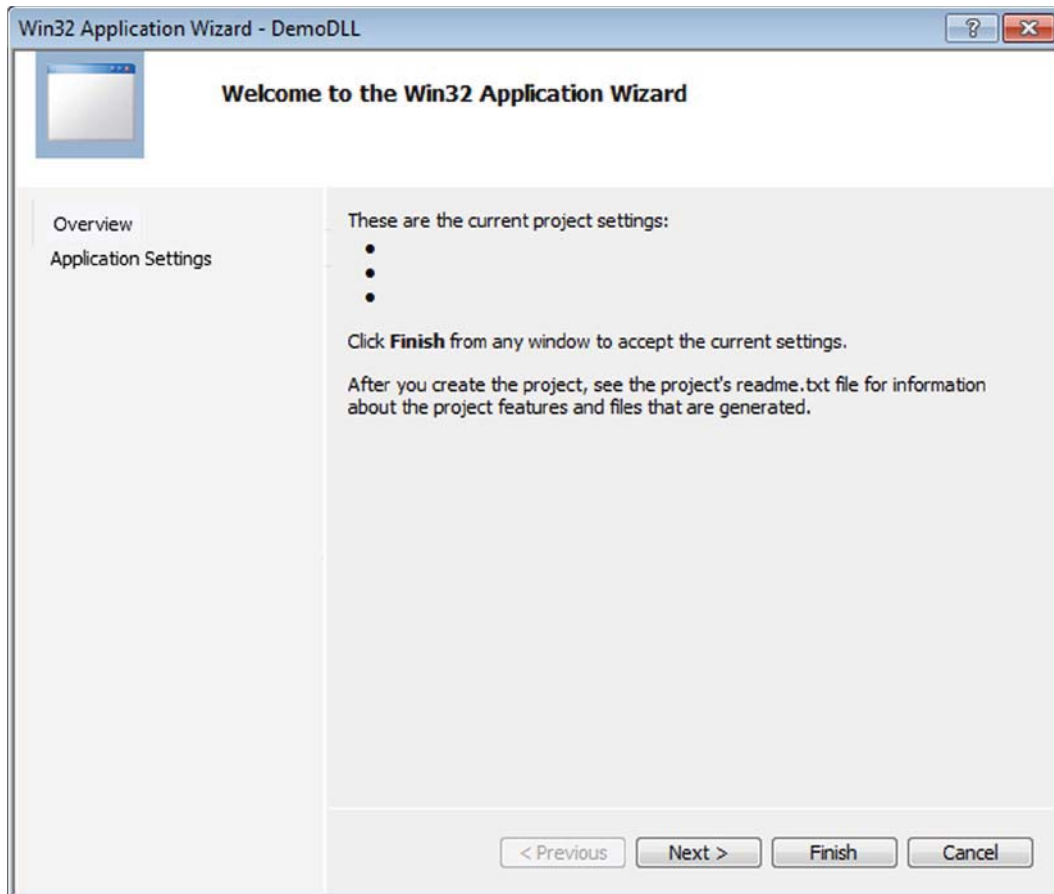 Win32 Application Wizard - DemoDLL
Welcome to the Win32 Application Wizard
Overview
Application Settings
These are the current project settings:
•
•
•
Click Finish from any window to accept the current settings.
After you create the project, see the project's readme.txt file for information
about the project features and files that are generated.
< Previous
Next >
Finish
Cancel